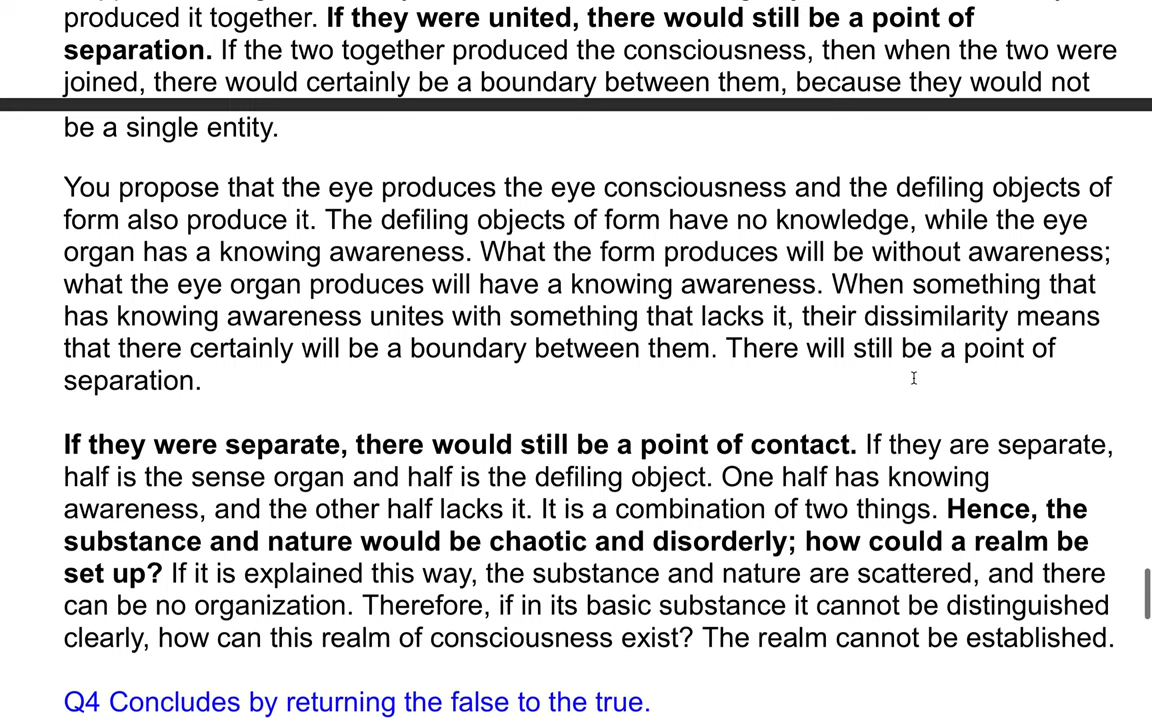 produced it together. If they were united, there would still be a point of
separation. If the two together produced the consciousness, then when the two were
joined, there would certainly be a boundary between them, because they would not
be a single entity.
You propose that the eye produces the eye consciousness and the defiling objects of
form also produce it. The defiling objects of form have no knowledge, while the eye
organ has a knowing awareness. What the form produces will be without awareness;
what the eye organ produces will have a knowing awareness. When something that
has knowing awareness unites with something that lacks it, their dissimilarity means
that there certainly will be a boundary between them. There will still be a point of
separation.
If they were separate, there would still be a point of contact. If they are separate,
half is the sense organ and half is the defiling object. One half has knowing
awareness, and the other half lacks it. It is a combination of two things. Hence, the
substance and nature would be chaotic and disorderly; how could a realm be
set up? If it is explained this way, the substance and nature are scattered, and there
can be no organization. Therefore, if in its basic substance it cannot be distinguished
clearly, how can this realm of consciousness exist? The realm cannot be established.
Q4 Concludes by returning the false to the true.